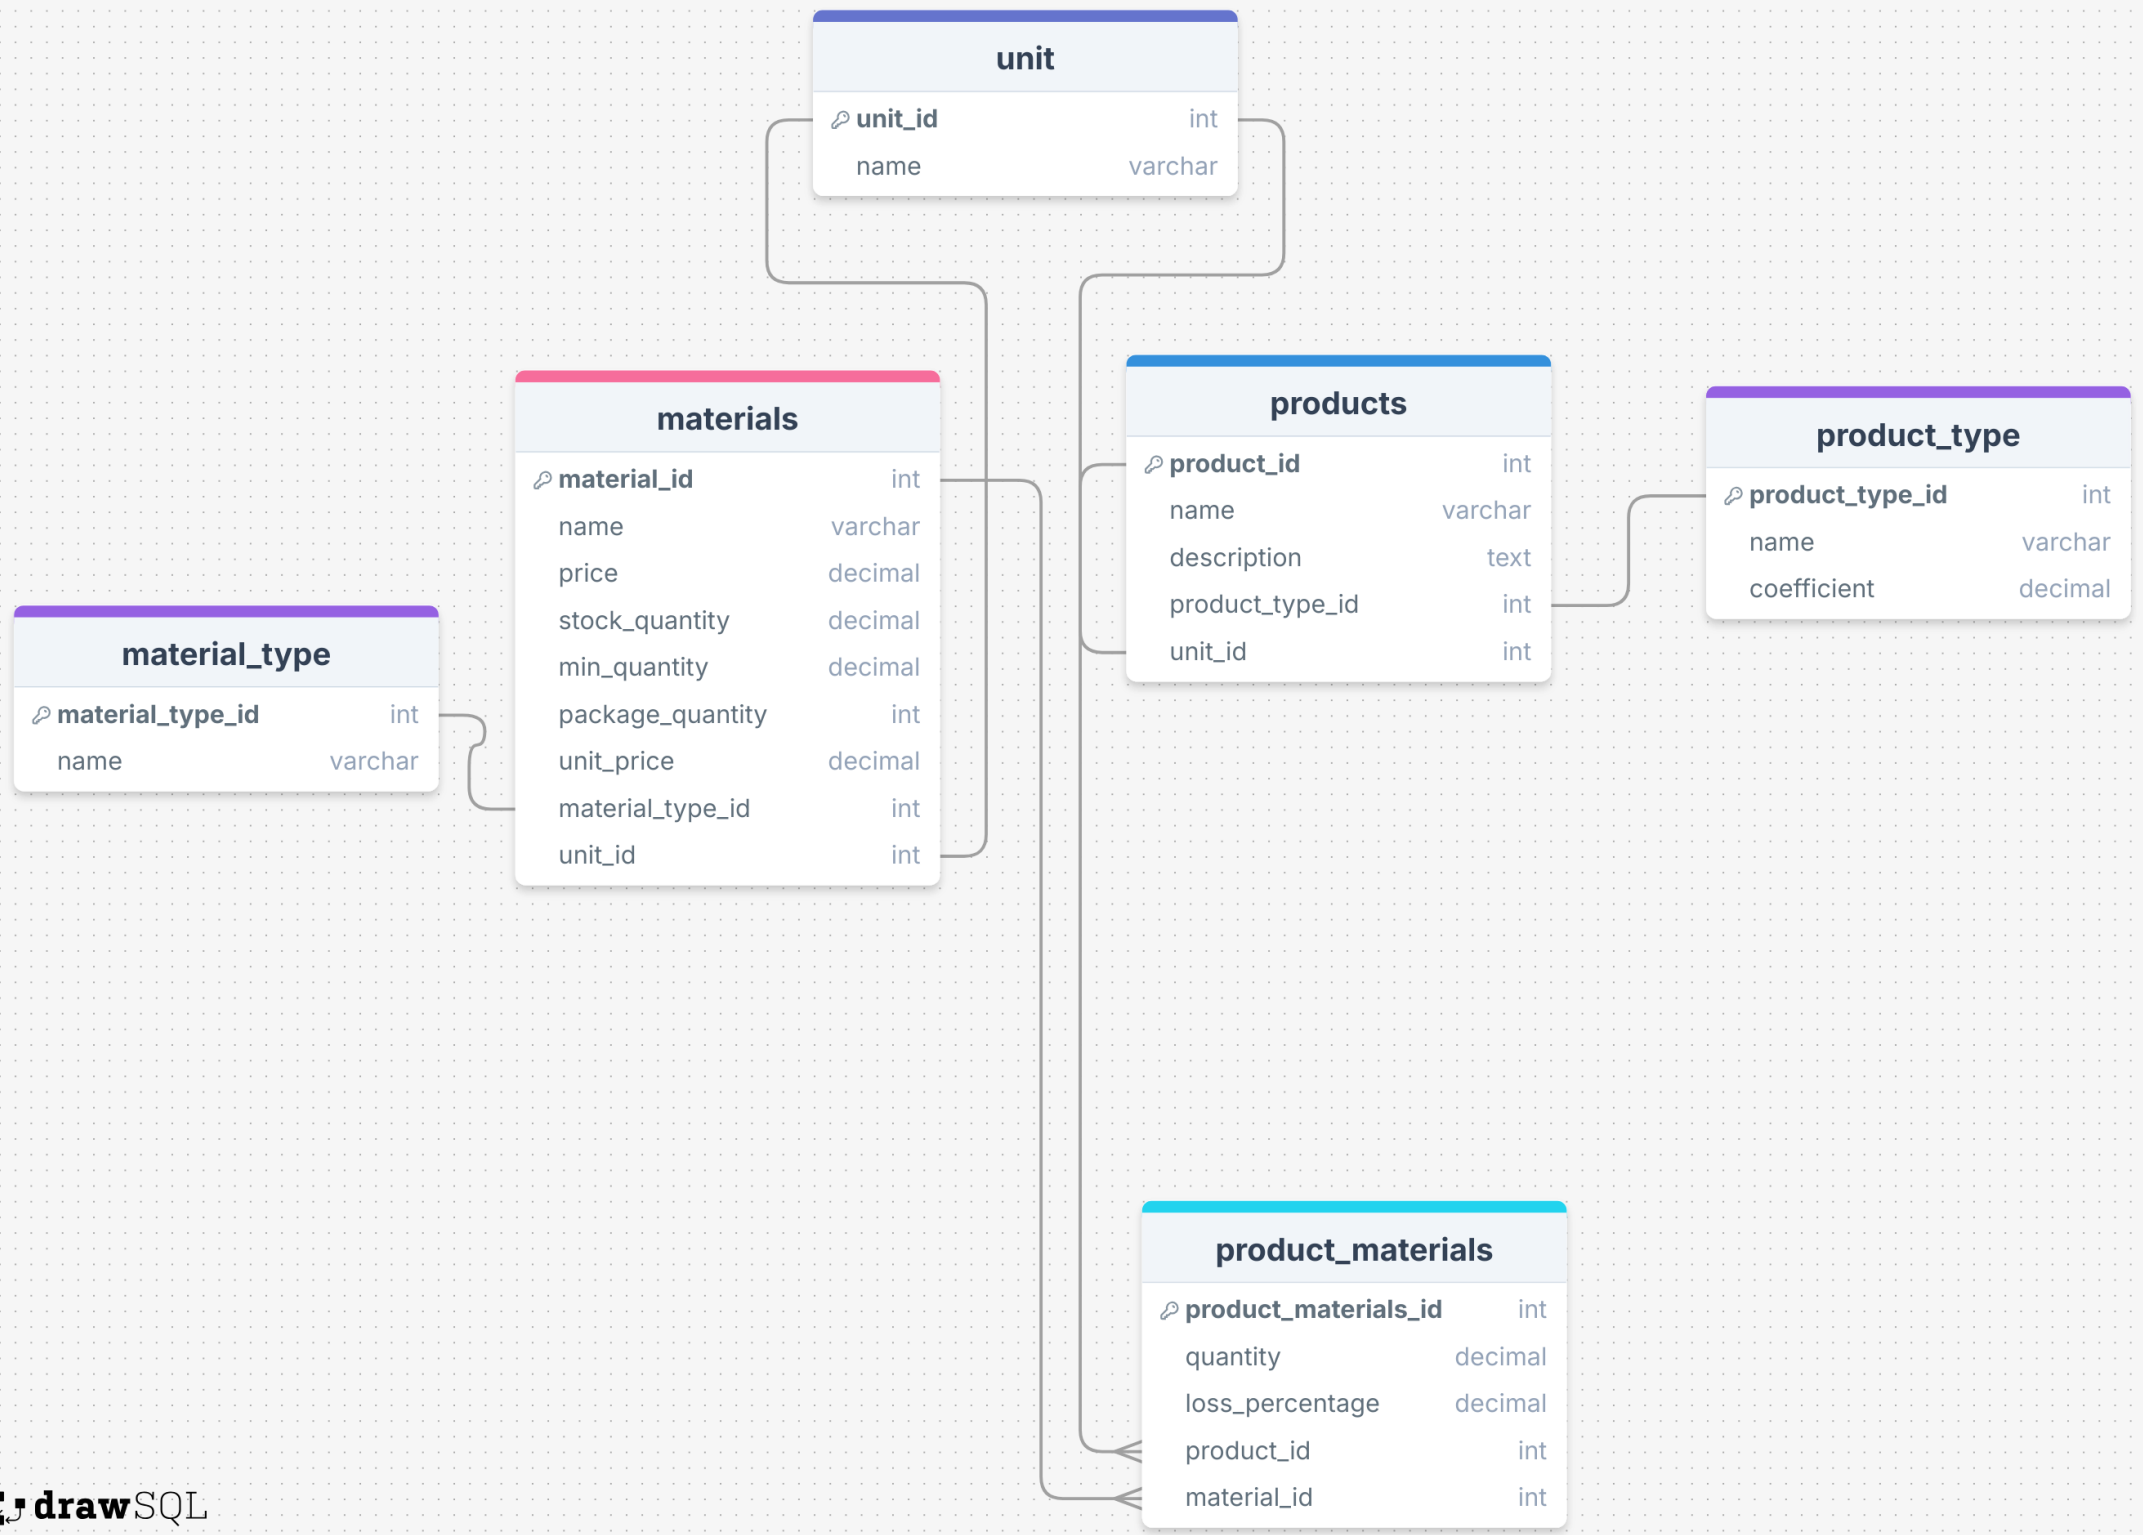 unit
unit_id int
name varchar
materials
material_id int
name varchar
price decimal
stock_quantity decimal
min_quantity decimal
package_quantity int
unit_price decimal
material_type_id int
unit_id int
products
product_id int
name varchar
description text
product_type_id int
unit_id int
product_type
product_type_id int
name varchar
coefficient decimal
material_type
material_type_id int
name varchar
product_materials
product_materials_id int
quantity decimal
loss_percentage decimal
product_id int
material_id int
drawSQL